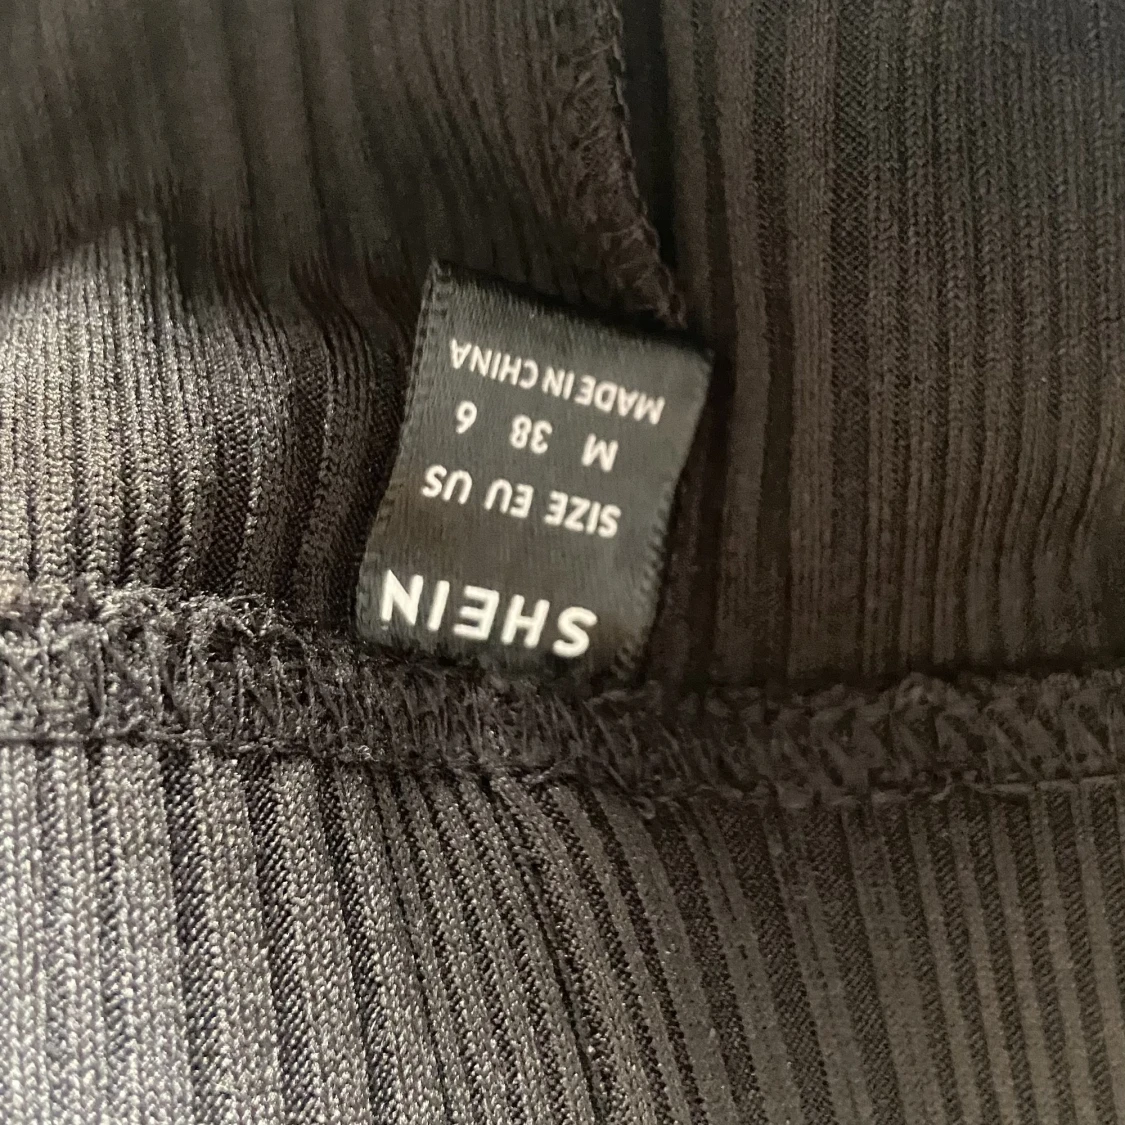 SHEIN
SIZE EU US
M 38 6
MADE IN CHINA